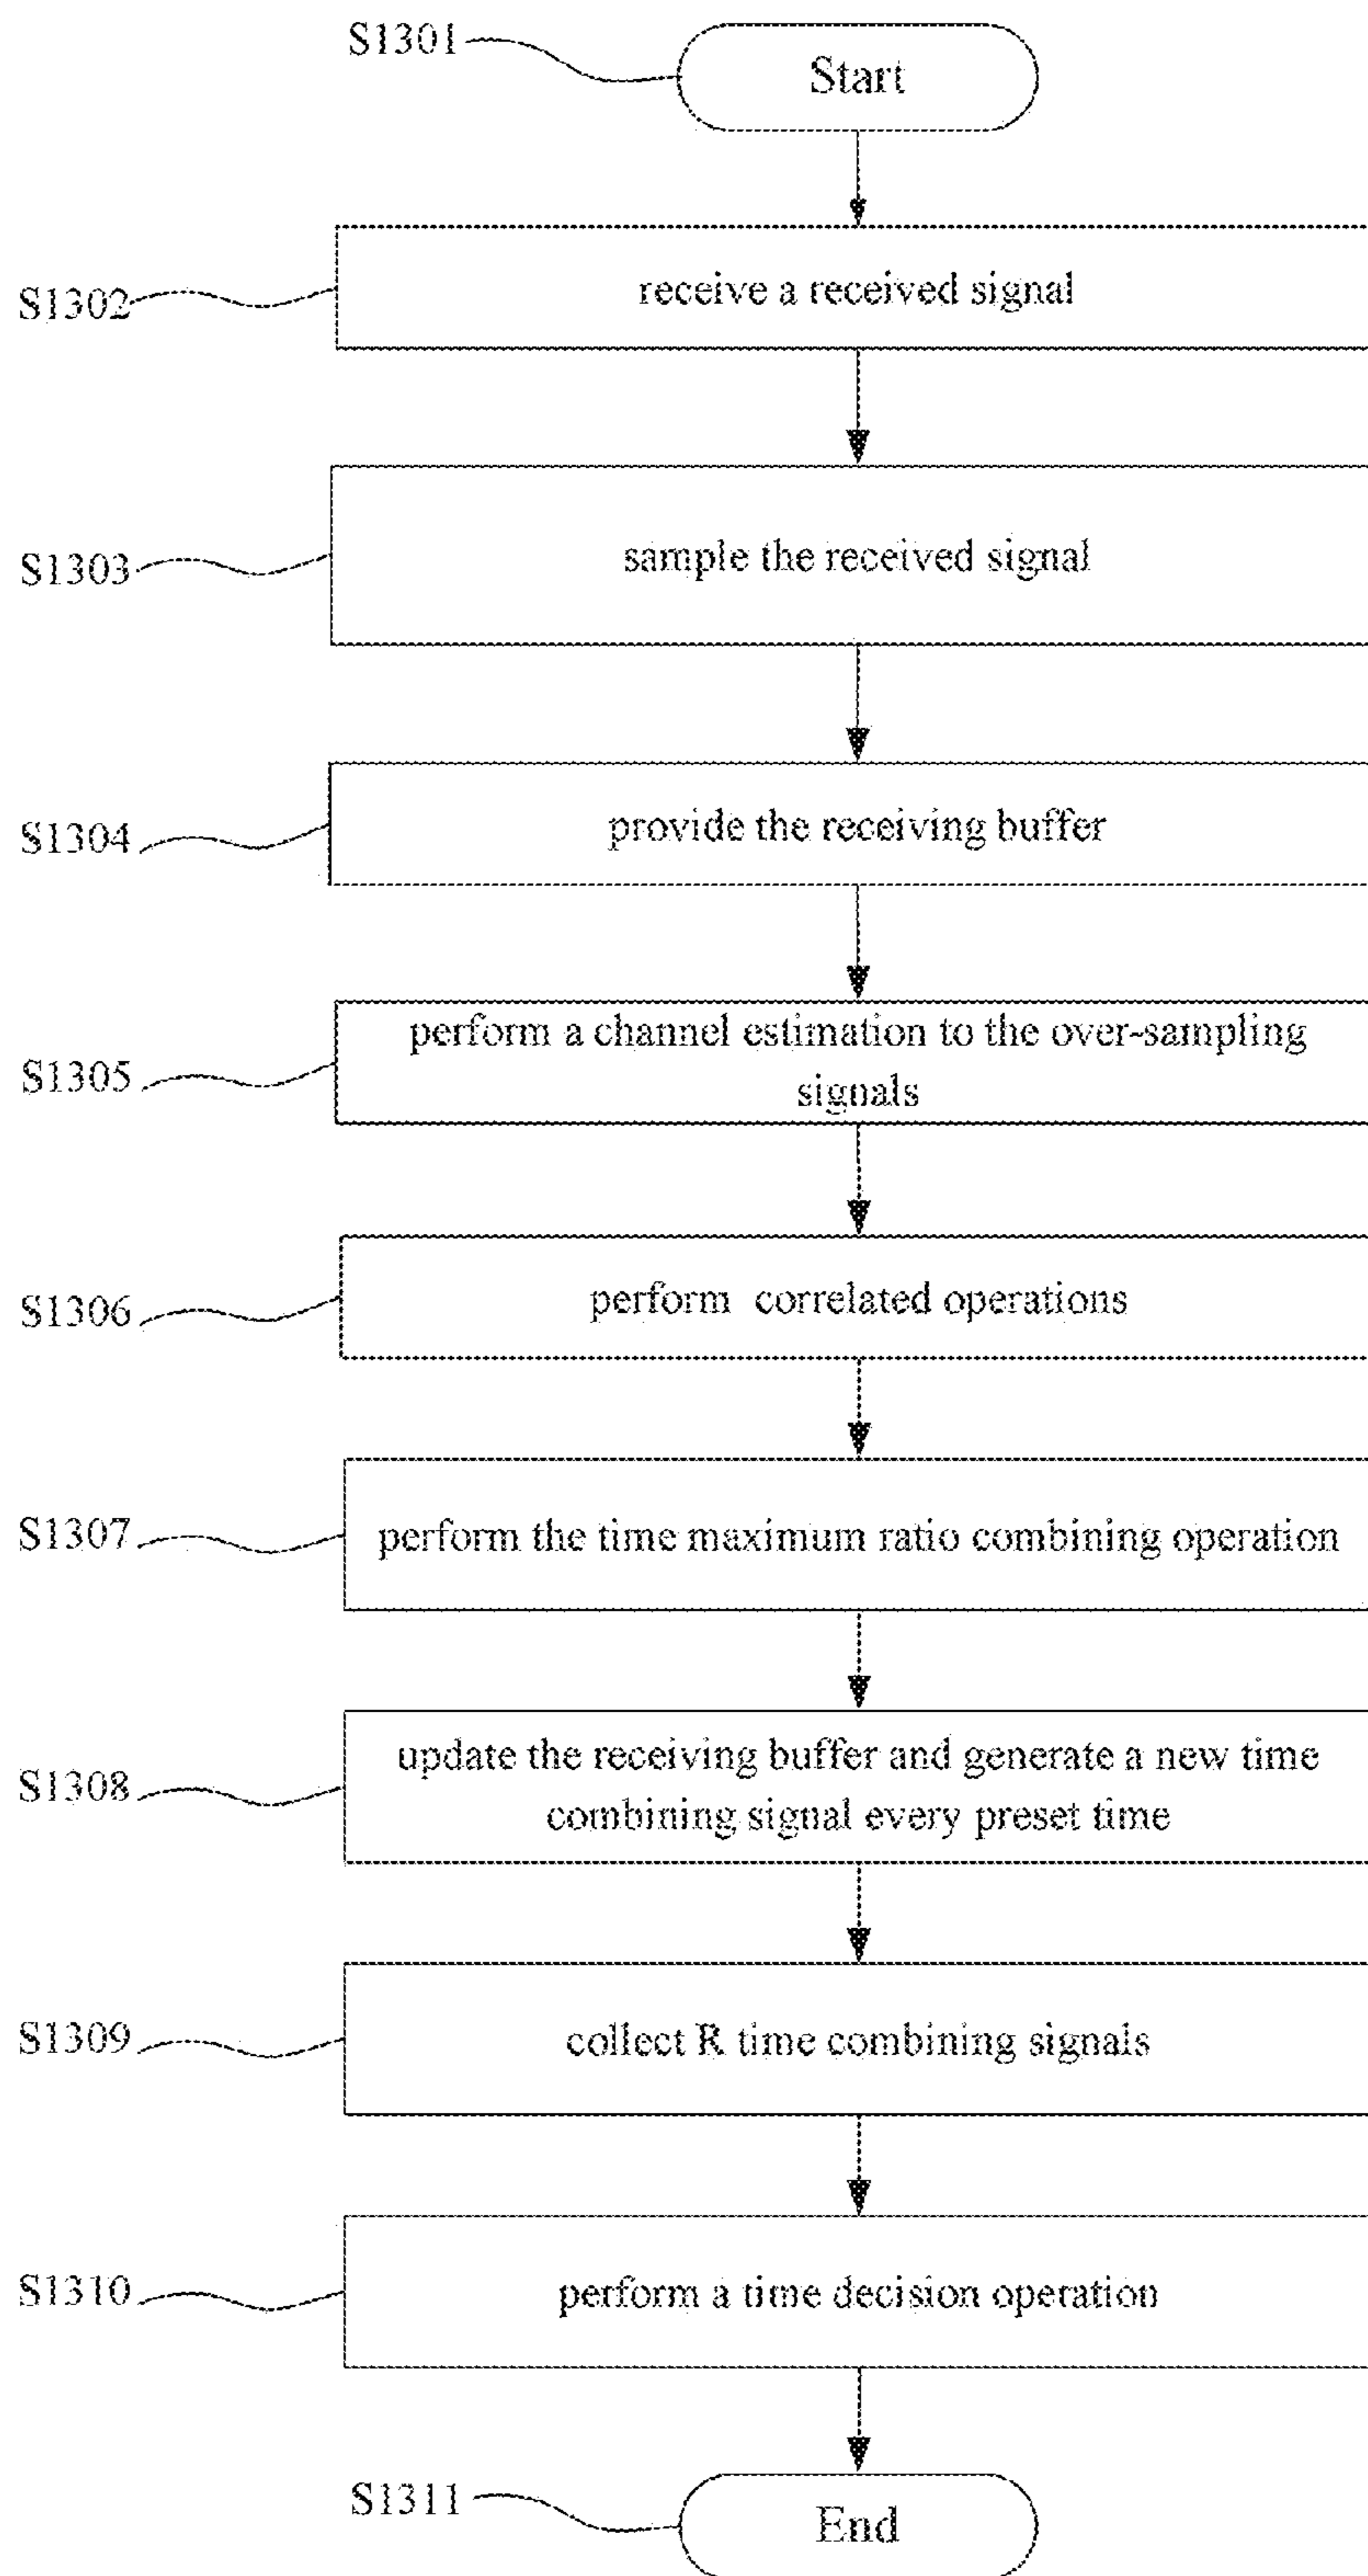 S1301
Start
S1302
receive a received signal
S1303
sample the received signal
S1304
provide the receiving buffer
S1305
perform a channel estimation to the over-sampling
signals
S1306
perform correlated operations
S1307
perform the time maximum ratio combining operation
S1308
update the receiving buffer and generate a new time
combining signal every preset time
S1309
collect R time combining signals
S1310
perform a time decision operation
S1311
End